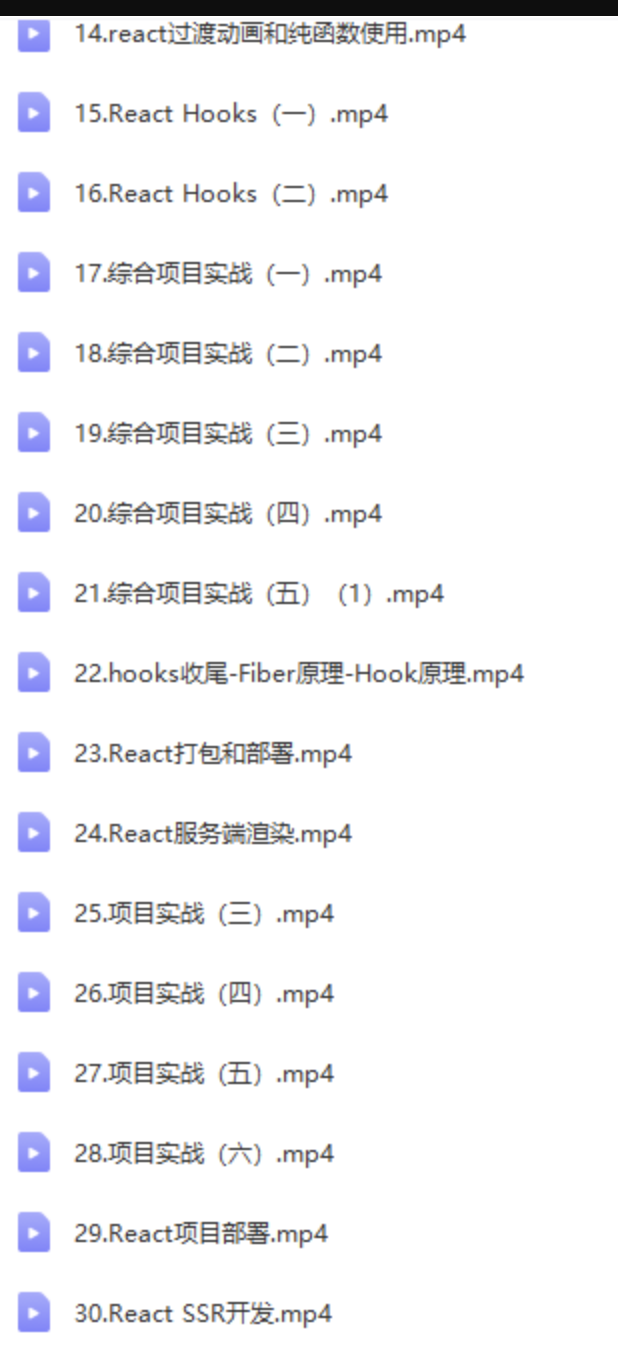 14.react过渡动画和纯函数使用.mp4
15.React Hooks（一）.mp4
16.React Hooks（二）.mp4
17.综合项目实战（一）.mp4
18.综合项目实战（二）.mp4
19.综合项目实战（三）.mp4
20.综合项目实战（四）.mp4
21.综合项目实战（五）（1）.mp4
22.hooks收尾-Fiber原理-Hook原理.mp4
23.React打包和部署.mp4
24.React服务端渲染.mp4
25.项目实战（三）.mp4
26.项目实战（四）.mp4
27.项目实战（五）.mp4
28.项目实战（六）.mp4
29.React项目部署.mp4
30.React SSR开发.mp4